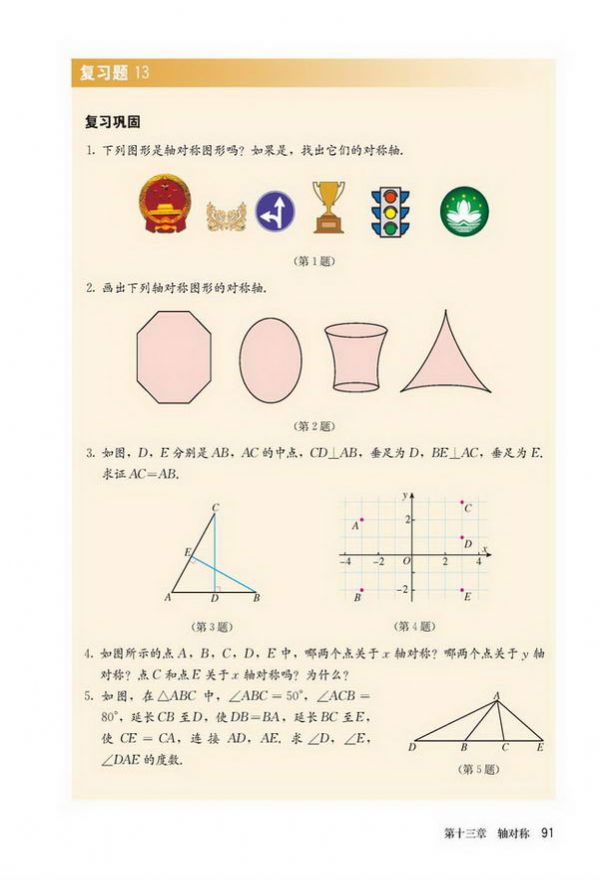 复习题 13
复习巩固
1. 下列图形是轴对称图形吗？如果是，找出它们的对称轴.
（第 1 题）
2. 画出下列轴对称图形的对称轴.
（第 2 题）
3. 如图，D，E 分别是 AB，AC 的中点，CD⊥AB，垂足为 D，BE⊥AC，垂足为 E.
求证 AC=AB.
C
E
A D B
（第 3 题）
y
A 2 C
D
-4 -2 O 2 4 x
B -2 E
（第 4 题）
4. 如图所示的点 A，B，C，D，E 中，哪两个点关于 x 轴对称？哪两个点关于 y 轴
对称？点 C 和点 E 关于 x 轴对称吗？为什么？
5. 如图，在△ABC 中，∠ABC=50°，∠ACB=
80°，延长 CB 至 D，使 DB=BA，延长 BC 至 E，
使 CE=CA，连接 AD，AE. 求∠D，∠E，
∠DAE 的度数.
A
D B C E
（第 5 题）
第十三章 轴对称 91